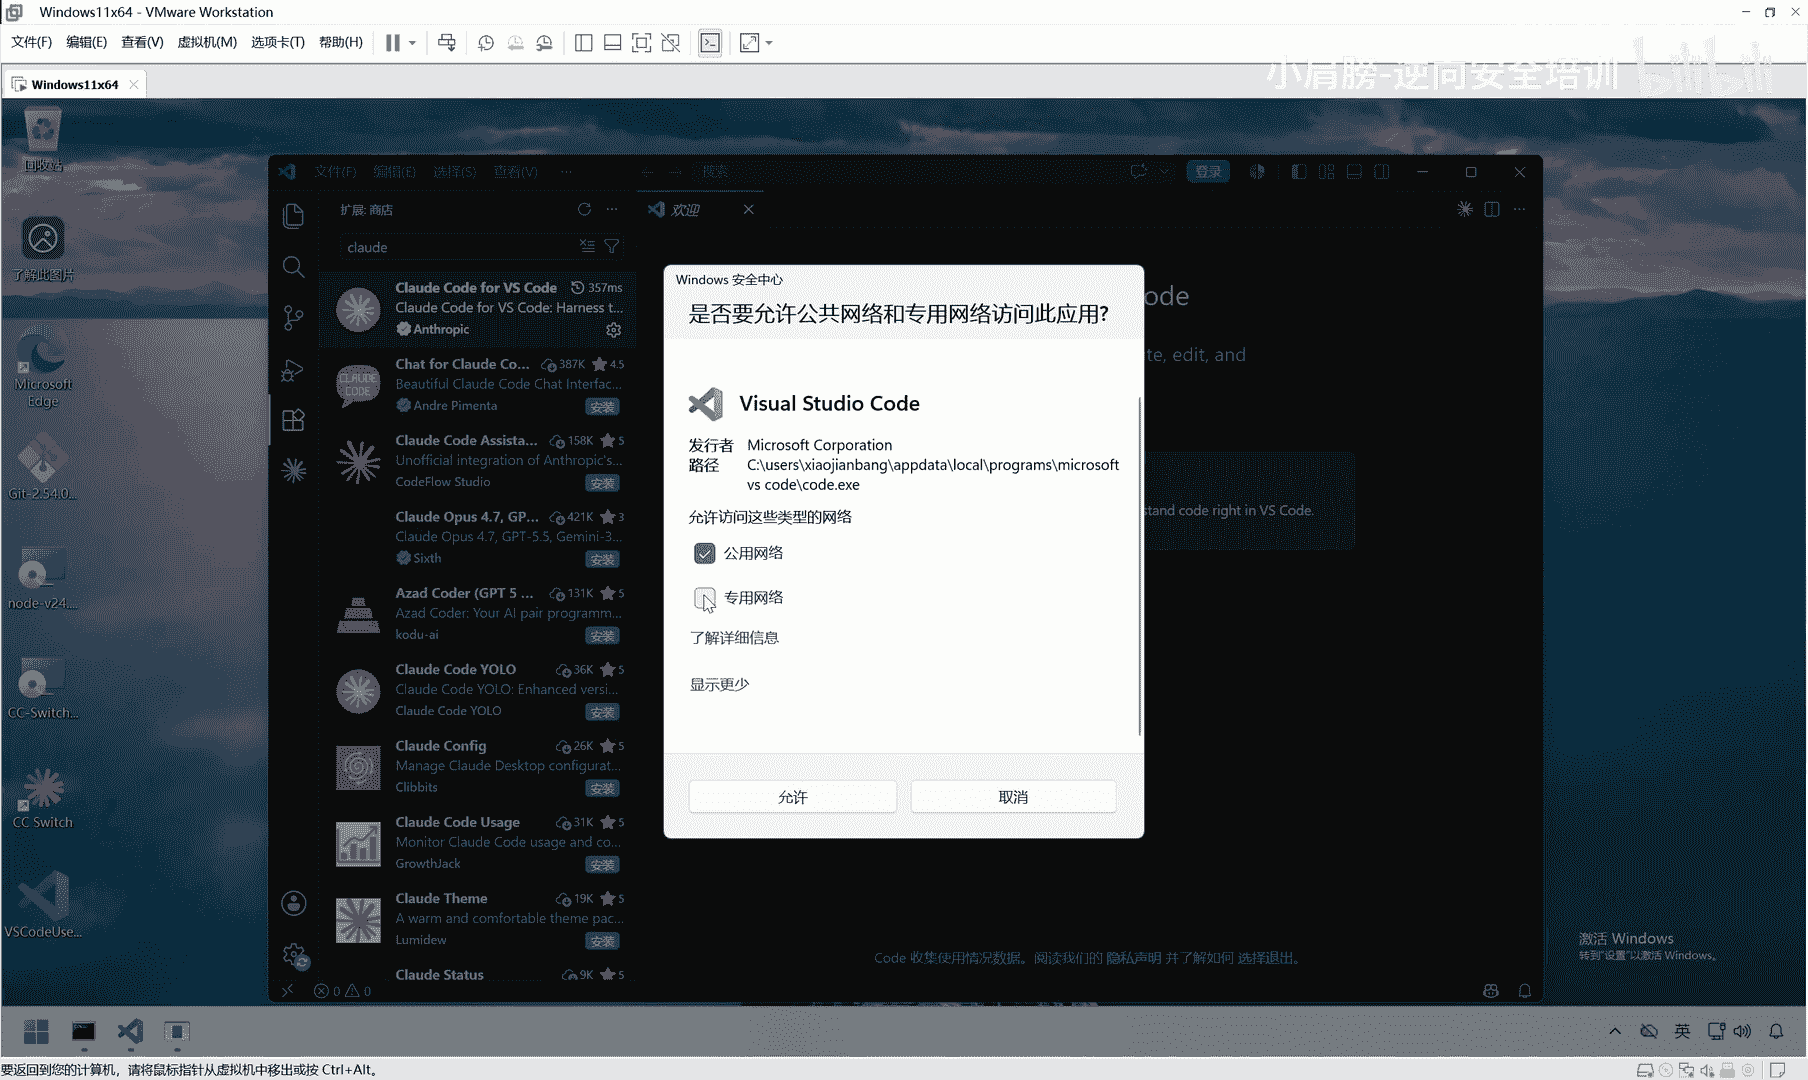 Windows11x64 - VMware Workstation
文件(F) 编辑(E) 查看(V) 虚拟机(M) 选项卡(T) 帮助(H)
小肩膀-逆向安全培训
bilibili
Windows11x64
回收站
了解此图片
Microsoft
Edge
Git-2.54.0...
node-v24....
CC-Switch...
CC Switch
VSCodeUse...
文件(F) 编辑(E) 选择(S) 查看(V) ···
搜索
登录
扩展: 商店
claude
欢迎
Claude Code for VS Code 357ms
Claude Code for VS Code: Harness t...
Anthropic
CLAUDE
CODE
Chat for Claude Co... 387K 4.5
Beautiful Claude Code Chat Interfac...
Andre Pimenta 安装
Claude Code Assista... 158K 5
Unofficial integration of Anthropic's...
CodeFlow Studio 安装
Claude Opus 4.7, GP... 421K 3
Claude Opus 4.7, GPT-5.5, Gemini-3...
Sixth 安装
Azad Coder (GPT 5 ... 131K 5
Azad Coder: Your AI pair programm...
kodu-ai 安装
Claude Code YOLO 36K 5
Claude Code YOLO: Enhanced versi...
Claude Code YOLO 安装
Claude Config 26K 5
Manage Claude Desktop configurat...
Clibbits 安装
Claude Code Usage 31K 5
Monitor Claude Code usage and co...
GrowthJack 安装
Claude Theme 19K 5
A warm and comfortable theme pac...
Lumidew 安装
Claude Status 9K 5
ode
te, edit, and
stand code right in VS Code.
Windows 安全中心
是否要允许公共网络和专用网络访问此应用?
Visual Studio Code
发行者 Microsoft Corporation
路径 C:\users\xiaojianbang\appdata\local\programs\microsoft
vs code\code.exe
允许访问这些类型的网络
公用网络
专用网络
了解详细信息
显示更少
允许 取消
Code 收集使用情况数据。阅读我们的 隐私声明 并了解如何 选择退出。
激活 Windows
转到"设置"以激活 Windows。
0 0
英
要返回到您的计算机，请将鼠标指针从虚拟机中移出或按 Ctrl+Alt。